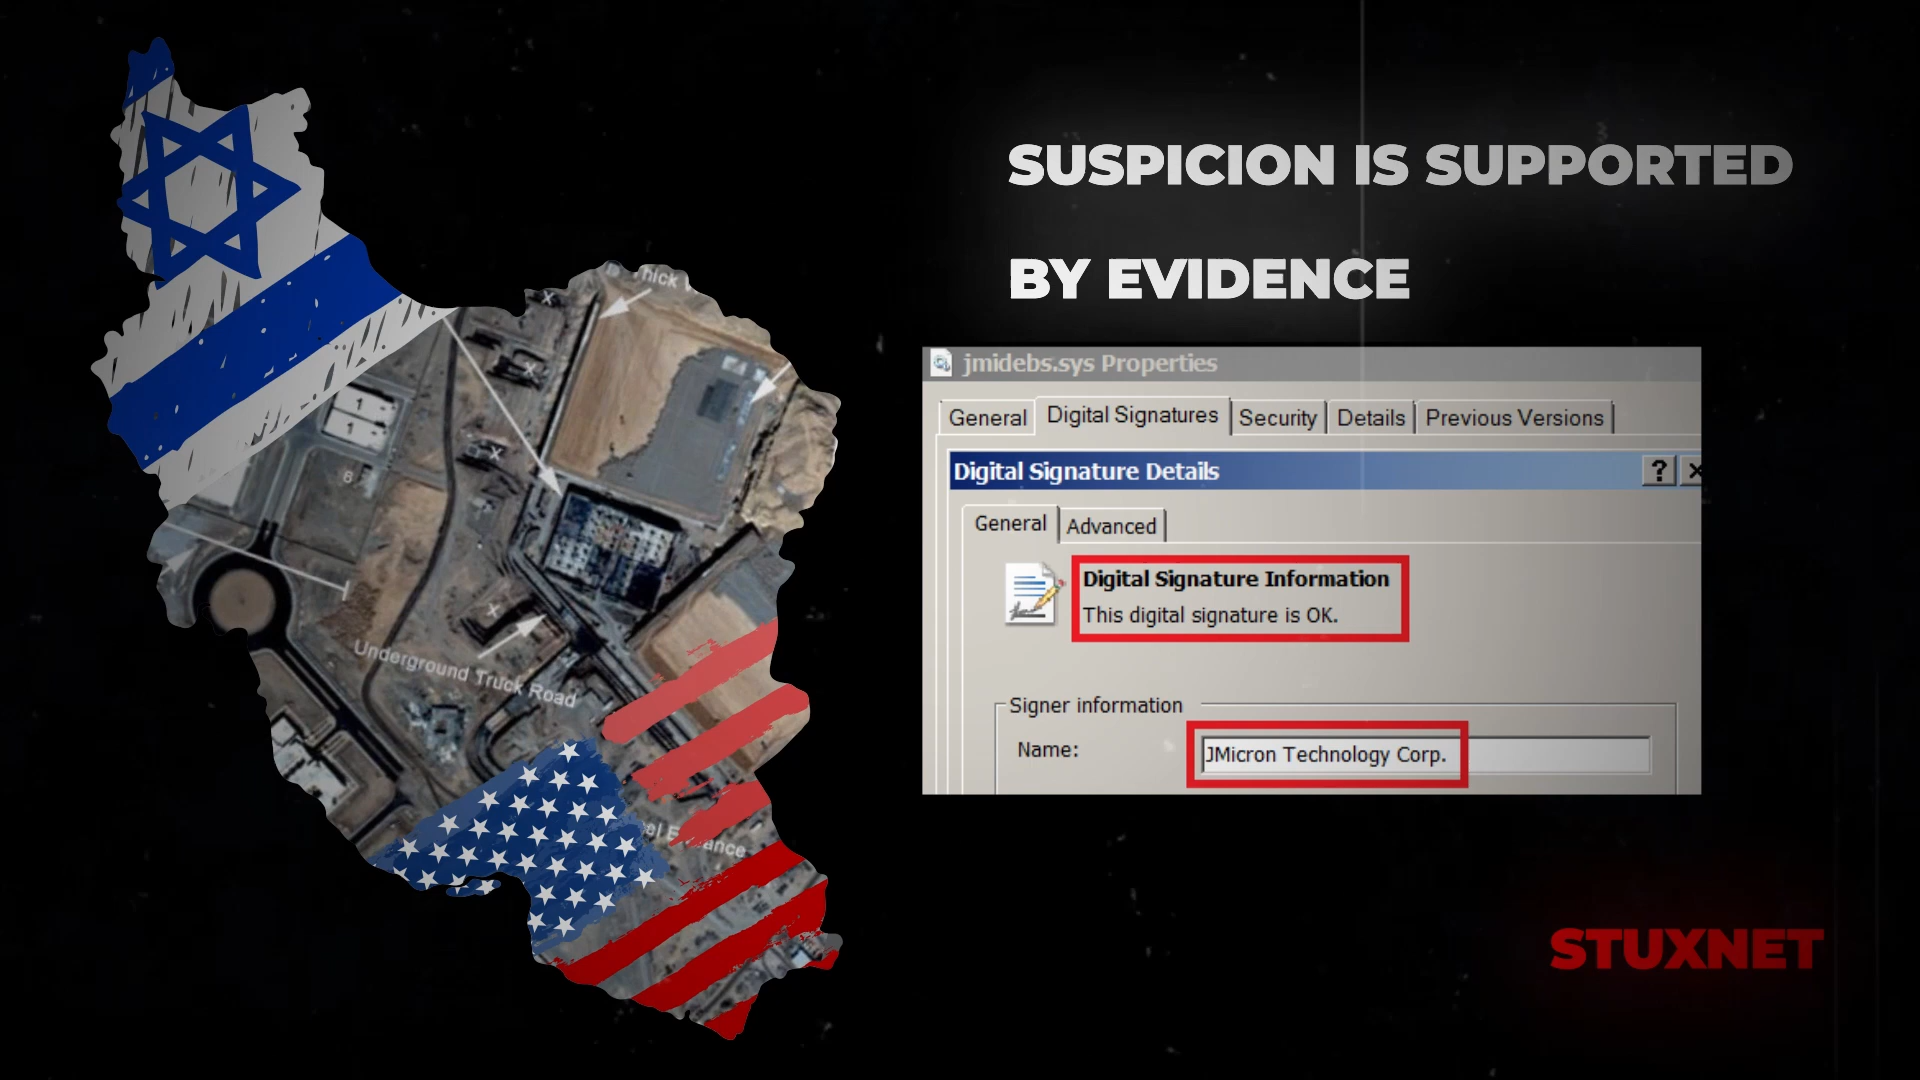 SUSPICION IS SUPPORTED
BY EVIDENCE
jmidebs.sys Properties
General
Digital Signatures
Security
Details
Previous Versions
Digital Signature Details
General
Advanced
Digital Signature Information
This digital signature is OK.
Signer information
Name:
JMicron Technology Corp.
STUXNET
Underground Truck Road
X
X
X
X
1
1